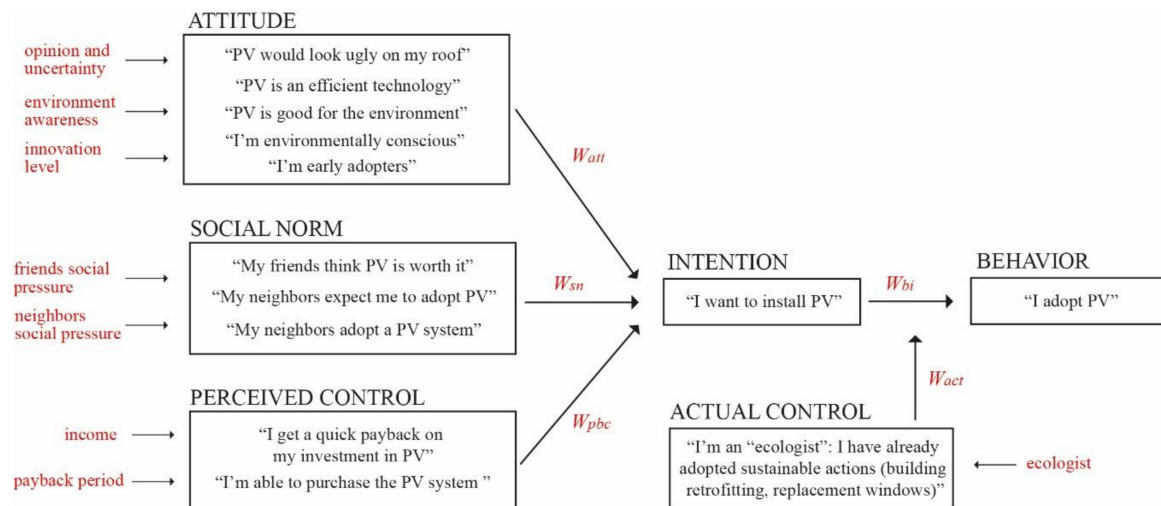 ATTITUDE
opinion and
uncertainty
environment
awareness
innovation
level
“PV would look ugly on my roof”
“PV is an efficient technology”
“PV is good for the environment”
“I’m environmentally conscious”
“I’m early adopters”
Watt
SOCIAL NORM
friends social
pressure
neighbors
social pressure
“My friends think PV is worth it”
“My neighbors expect me to adopt PV”
“My neighbors adopt a PV system”
Wsn
INTENTION
“I want to install PV”
Wbi
BEHAVIOR
“I adopt PV”
PERCEIVED CONTROL
income
payback period
“I get a quick payback on
my investment in PV”
“I’m able to purchase the PV system ”
Wpbc
Wact
ACTUAL CONTROL
“I’m an “ecologist”: I have already
adopted sustainable actions (building
retrofitting, replacement windows)”
ecologist